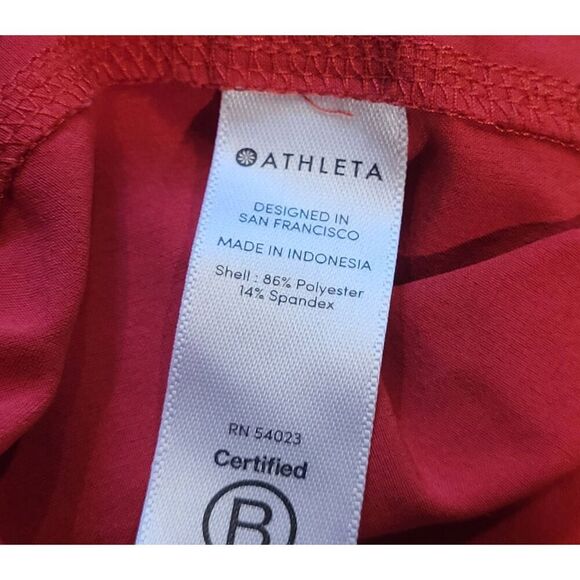 ATHLETA
DESIGNED IN
SAN FRANCISCO
MADE IN INDONESIA
Shell : 86% Polyester
14% Spandex
RN 54023
Certified
B